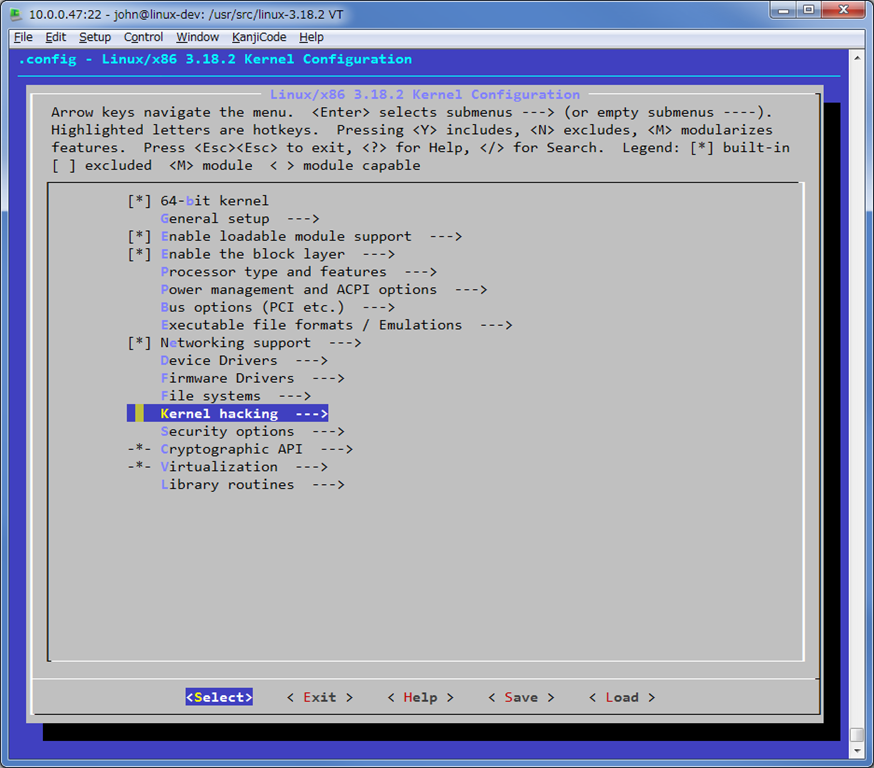 10.0.0.47:22 - john@linux-dev: /usr/src/linux-3.18.2 VT
File Edit Setup Control Window KanjiCode Help
.config - Linux/x86 3.18.2 Kernel Configuration
Linux/x86 3.18.2 Kernel Configuration
Arrow keys navigate the menu.  <Enter> selects submenus ---> (or empty submenus ----).
Highlighted letters are hotkeys.  Pressing <Y> includes, <N> excludes, <M> modularizes
features.  Press <Esc><Esc> to exit, <?> for Help, </> for Search.  Legend: [*] built-in
[ ] excluded  <M> module  < > module capable
[*] 64-bit kernel
General setup  --->
[*] Enable loadable module support  --->
[*] Enable the block layer  --->
Processor type and features  --->
Power management and ACPI options  --->
Bus options (PCI etc.)  --->
Executable file formats / Emulations  --->
[*] Networking support  --->
Device Drivers  --->
Firmware Drivers  --->
File systems  --->
Kernel hacking  --->
Security options  --->
-*- Cryptographic API  --->
-*- Virtualization  --->
Library routines  --->
<Select>    < Exit >    < Help >    < Save >    < Load >